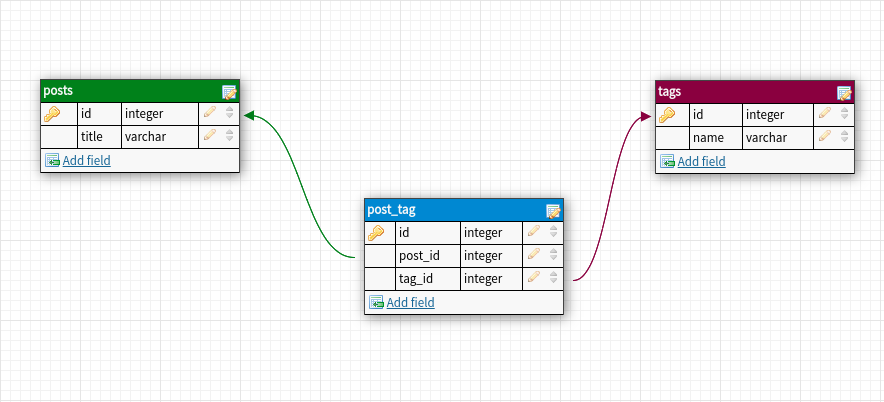 posts
id integer
title varchar
Add field
tags
id integer
name varchar
Add field
post_tag
id integer
post_id integer
tag_id integer
Add field